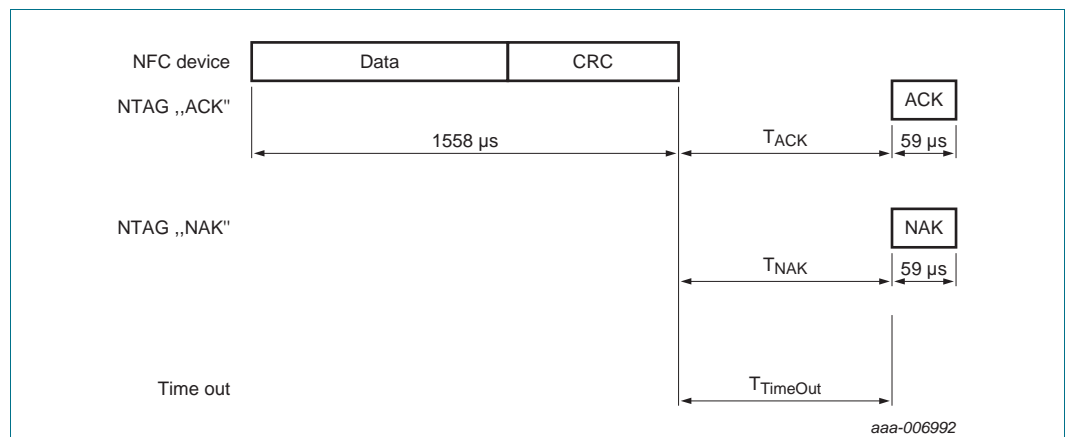 NFC device Data CRC
NTAG ,,ACK" ACK
1558 µs TACK 59 µs
NTAG ,,NAK" NAK
TNAK 59 µs
Time out TTimeOut
aaa-006992